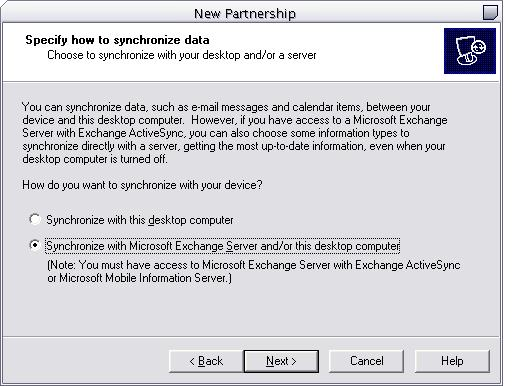 New Partnership
Specify how to synchronize data
Choose to synchronize with your desktop and/or a server
You can synchronize data, such as e-mail messages and calendar items, between your
device and this desktop computer. However, if you have access to a Microsoft Exchange
Server with Exchange ActiveSync, you can also choose some information types to
synchronize directly with a server, getting the most up-to-date information, even when your
desktop computer is turned off.
How do you want to synchronize with your device?
Synchronize with this desktop computer
Synchronize with Microsoft Exchange Server and/or this desktop computer
(Note: You must have access to Microsoft Exchange Server with Exchange ActiveSync
or Microsoft Mobile Information Server.)
< Back Next > Cancel Help